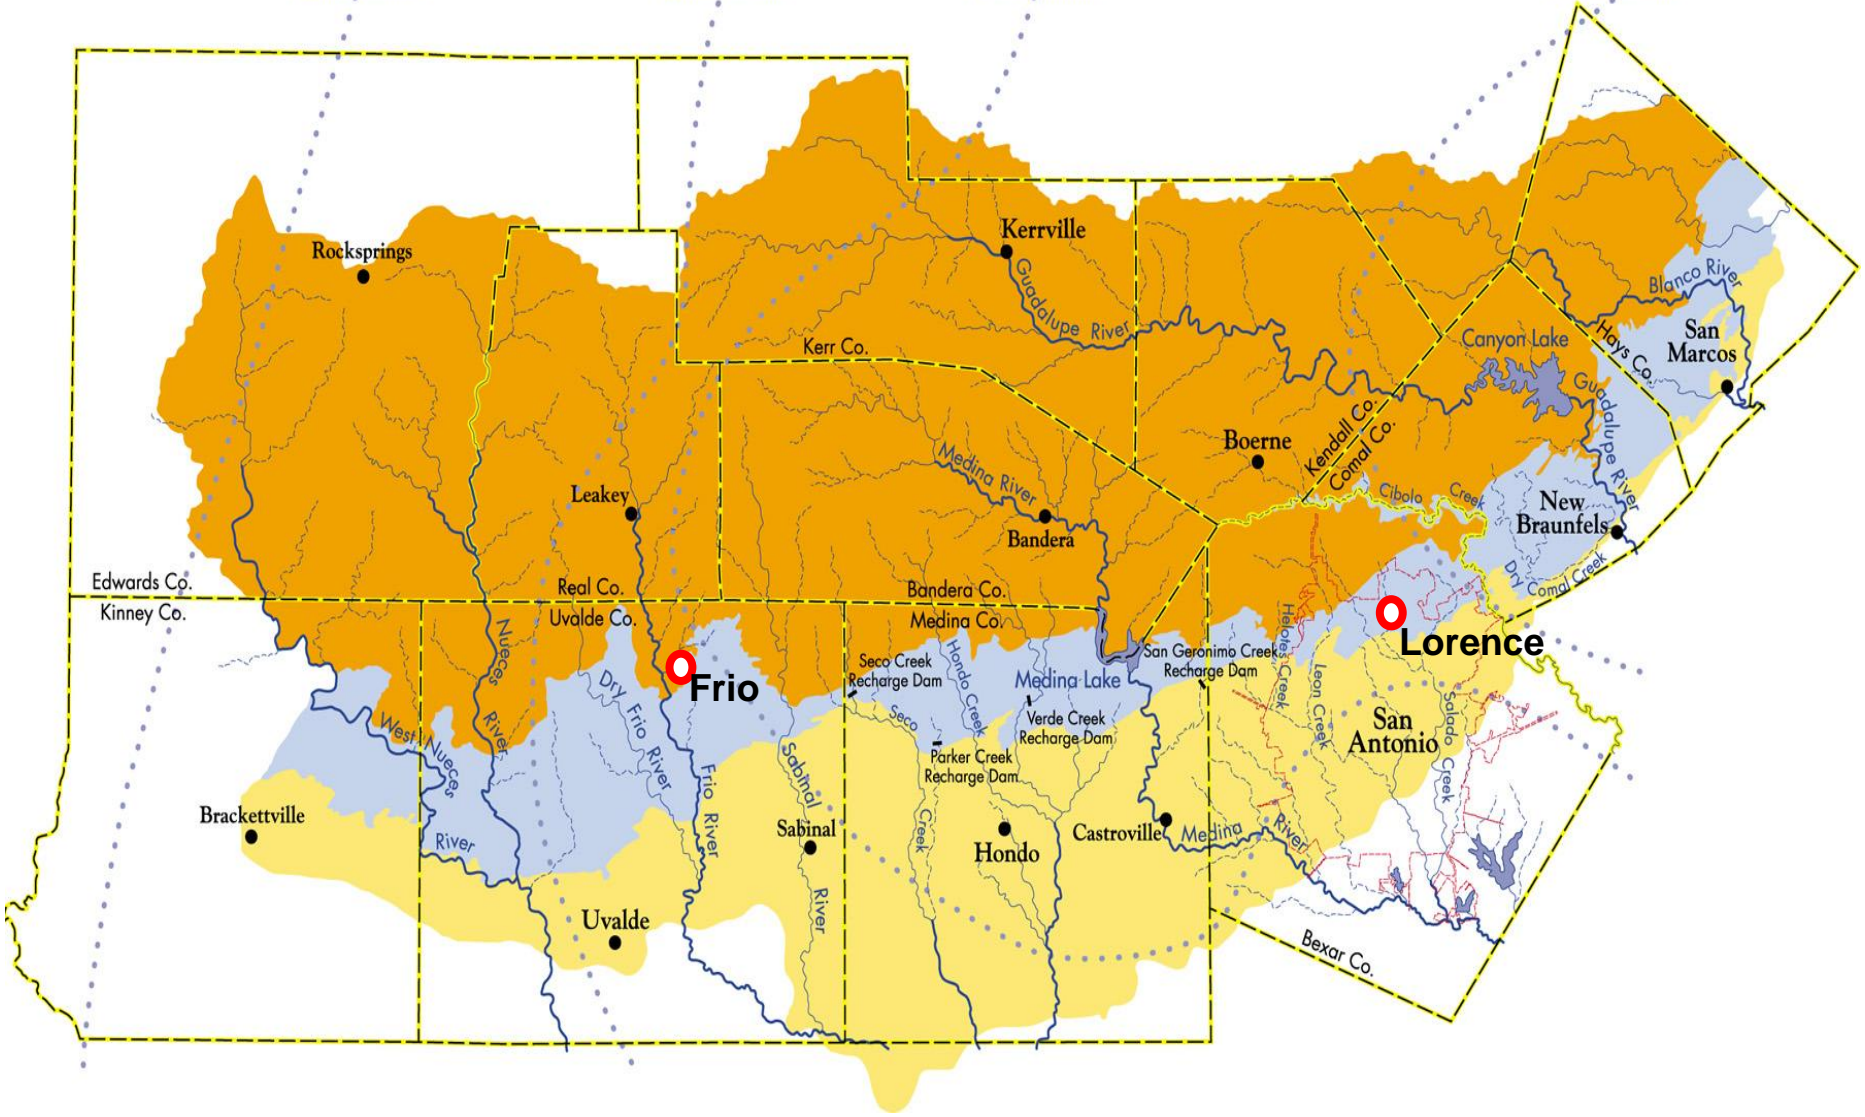 Rocksprings
Kerrville
Guadalupe River
Kerr Co.
Blanco River
San
Marcos
Hays Co.
Canyon Lake
Guadalupe River
Kendall Co.
Comal Co.
Boerne
Medina River
Bandera
Leakey
Cibolo Creek
New
Braunfels
Dry Comal Creek
Edwards Co.
Kinney Co.
Real Co.
Uvalde Co.
Bandera Co.
Medina Co.
Nueces
River
Frio
Lorence
Seco Creek
Recharge Dam
Hondo Creek
Medina Lake
San Geronimo Creek
Recharge Dam
Helotes Creek
Leon Creek
Salado
Creek
San
Antonio
Dry Frio River
West Nueces
River
Seco
Creek
Verde Creek
Recharge Dam
Parker Creek
Recharge Dam
Frio River
Sabinal
River
Brackettville
Sabinal
Hondo
Castroville
Medina River
Uvalde
Bexar Co.